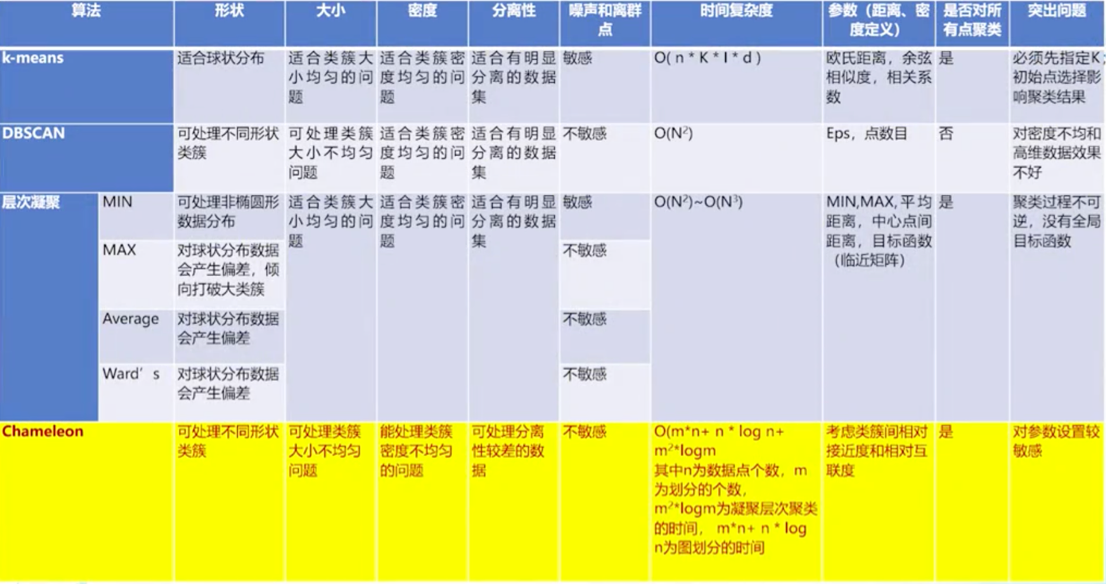 算法
形状
大小
密度
分离性
噪声和离群
点
时间复杂度
参数（距离、密
度定义）
是否对所
有点聚类
突出问题
k-means
适合球状分布
适合类簇大
小均匀的问
题
适合类簇密
度均匀的问
题
适合有明显
分离的数据
集
敏感
O( n * K * I * d )
欧氏距离，余弦
相似度，相关系
数
是
必须先指定K；
初始点选择影
响聚类结果
DBSCAN
可处理不同形状
类簇
可处理类簇
大小不均匀
问题
适合类簇密
度均匀的问
题
适合有明显
分离的数据
集
不敏感
O(N²)
Eps，点数目
否
对密度不均和
高维数据效果
不好
层次凝聚
MIN
可处理非椭圆形
数据分布
适合类簇大
小均匀的问
题
适合类簇密
度均匀的问
题
适合有明显
分离的数据
集
敏感
O(N²)~O(N³)
MIN,MAX,平均
距离，中心点间
距离，目标函数
（临近矩阵）
是
聚类过程不可
逆，没有全局
目标函数
MAX
对球状分布数据
会产生偏差，倾
向打破大类簇
不敏感
Average
对球状分布数据
会产生偏差
不敏感
Ward's
对球状分布数据
会产生偏差
不敏感
Chameleon
可处理不同形状
类簇
可处理类簇
大小不均匀
问题
能处理类簇
密度不均匀
的问题
可处理分离
性较差的数
据
不敏感
O(m*n+ n * log n+
m²*logm
其中n为数据点个数，m
为划分的个数，
m²*logm为凝聚层次聚类
的时间， m*n+ n * log
n为图划分的时间
考虑类簇间相对
接近度和相对互
联度
是
对参数设置较
敏感